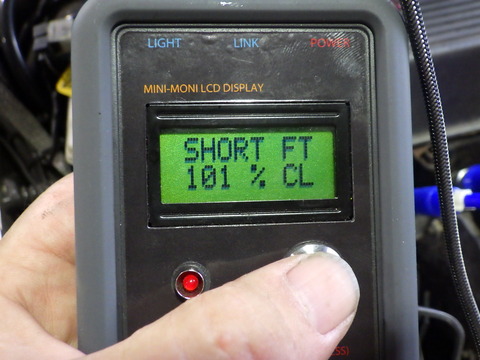 LIGHT LINK POWER
MINI-MONI LCD DISPLAY
SHORT FT
101 % CL